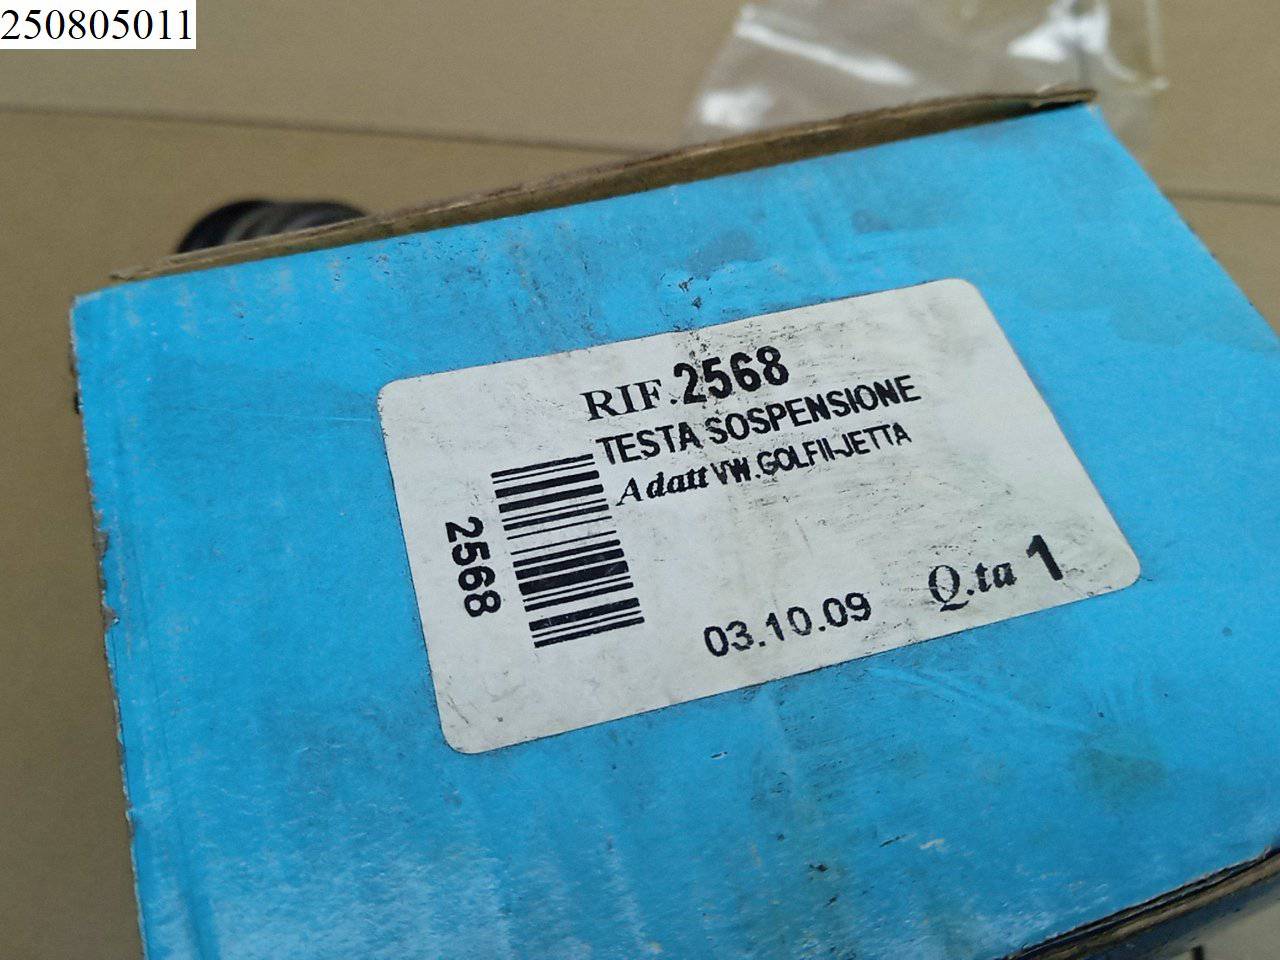 250805011
RIF.2568
TESTA SOSPENSIONE
Adatt VW.GOLFII-JETTA
2568
03.10.09
Q.ta 1